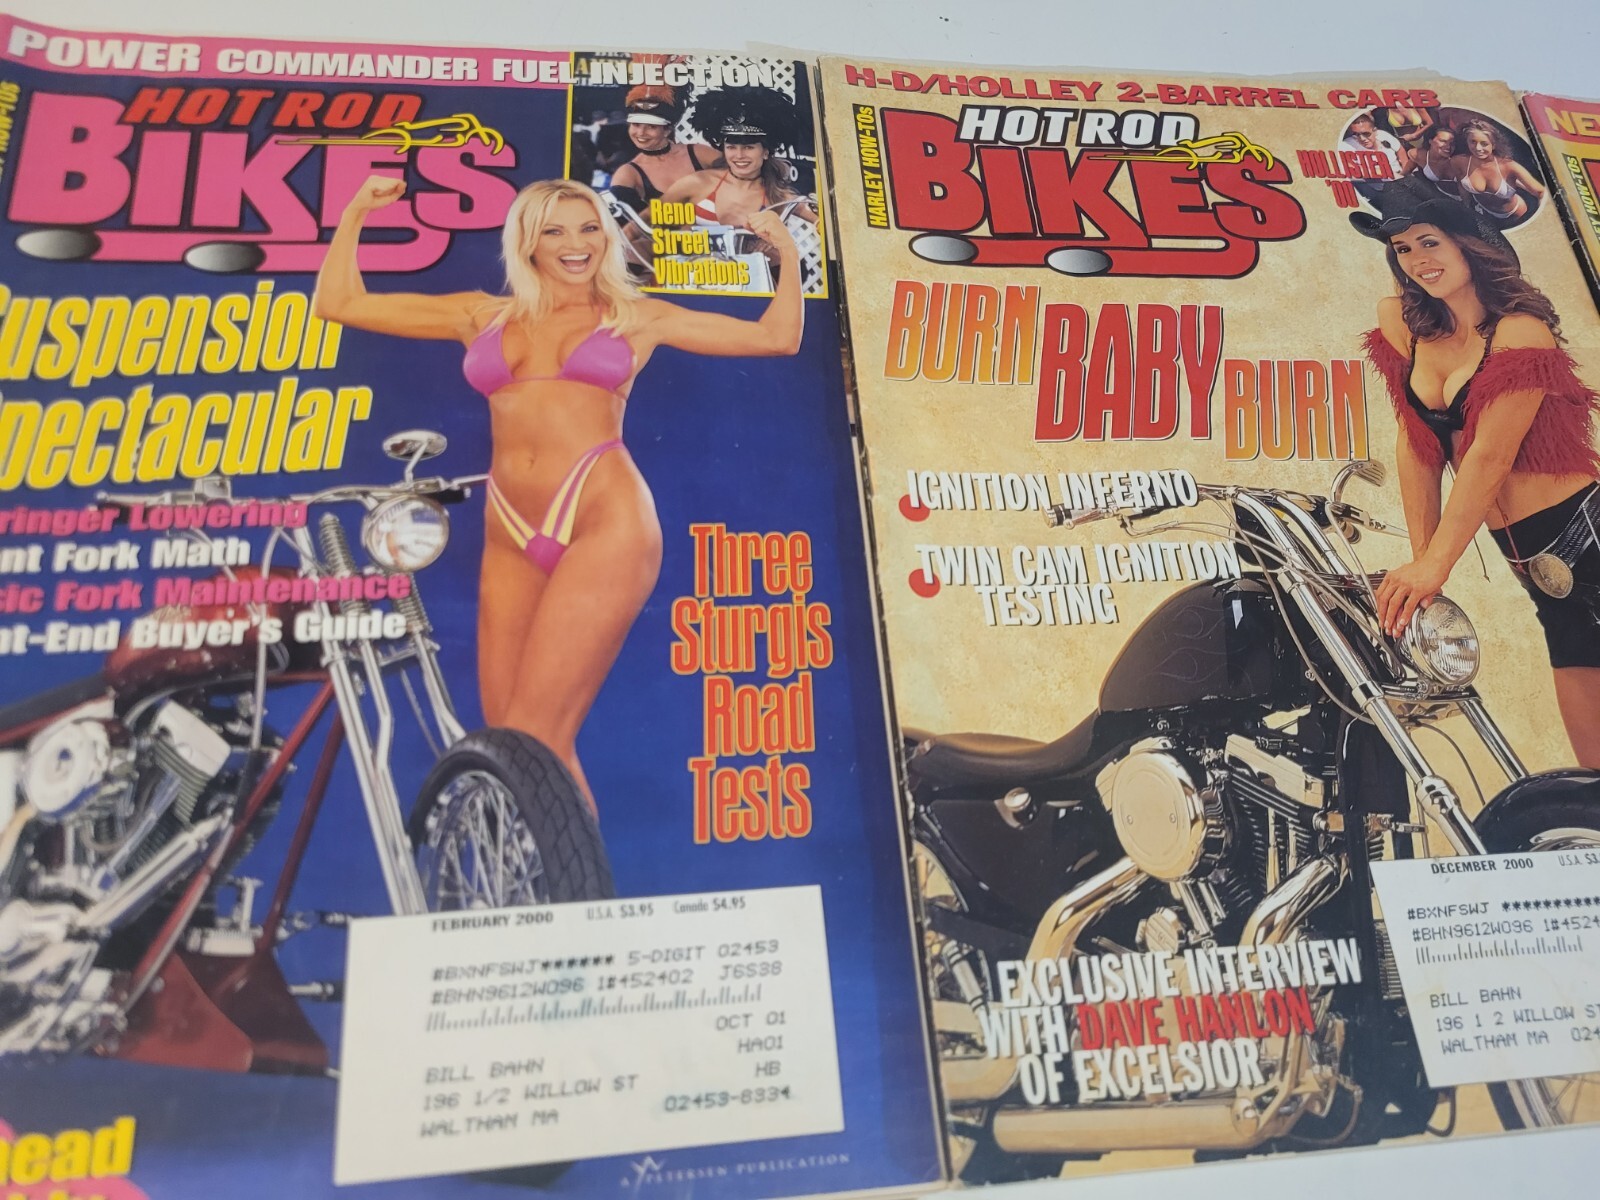 POWER COMMANDER FUEL INJECTION
HOT ROD
BIKES
Reno
Street
Vibrations
Suspension
Spectacular
Springer Lowering
Fork Math
Fork Maintenance
Front-End Buyer's Guide
Three
Sturgis
Road
Tests
FEBRUARY 2000 U.S.A. $3.95 Canada $4.95
#BXNFSWJ****** 5-DIGIT 02453
#BHN9612W096 1#452402 J6S38
OCT 01
HA01
BILL BAHN HB
196 1/2 WILLOW ST 02453-8334
WALTHAM MA
A PETERSEN PUBLICATION
H-D/HOLLEY 2-BARREL CARB
HARLEY HOW-TOs
HOT ROD
BIKES
HOLLISTER
'00
BURN BABY BURN
IGNITION INFERNO
TWIN CAM IGNITION
TESTING
EXCLUSIVE INTERVIEW
WITH DAVE HANLON
OF EXCELSIOR
DECEMBER 2000 U.S.A.
#BXNFSWJ **********
#BHN9612W096 1#4524
BILL BAHN
196 1 2 WILLOW ST
WALTHAM MA 024